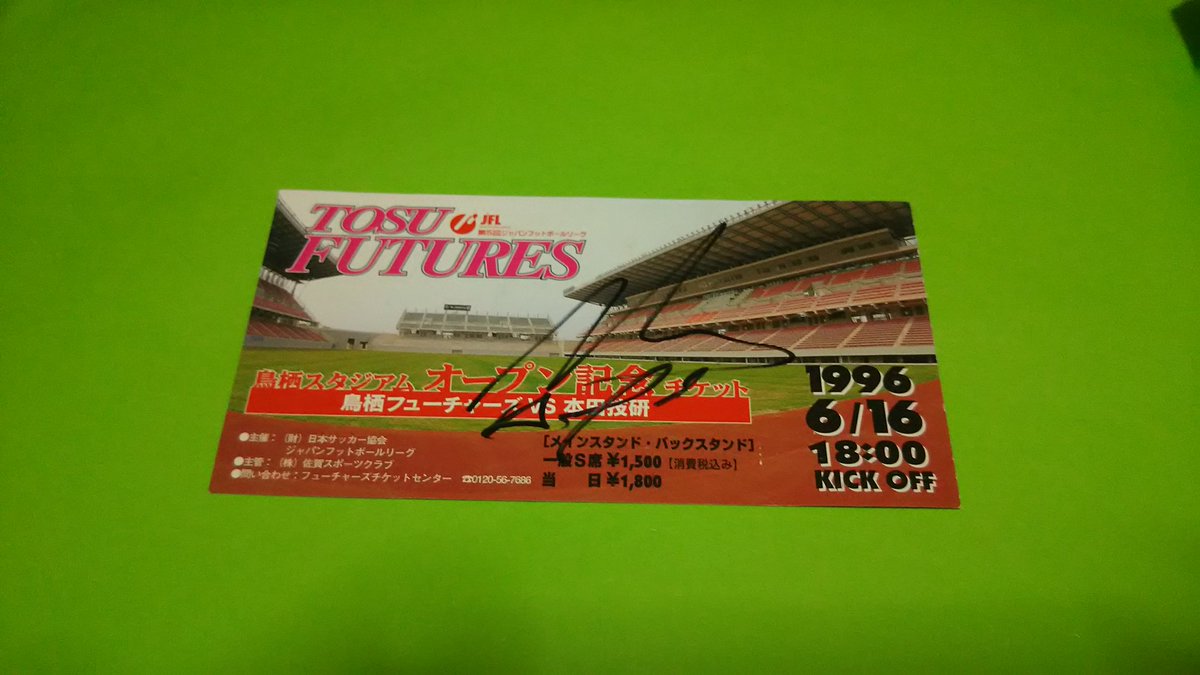 TOSU
FUTURES
JFL
第5回ジャパンフットボールリーグ
鳥栖スタジアム オープン記念 チケット
鳥栖フューチャーズ VS 本田技研
●主催：（財）日本サッカー協会
ジャパンフットボールリーグ
●主管：（株）佐賀スポーツクラブ
●問い合わせ：フューチャーズチケットセンター ☎0120-56-7686
[メインスタンド・バックスタンド]
一般S席 ¥1,500 [消費税込み]
当 日 ¥1,800
1996
6/16
18:00
KICK OFF